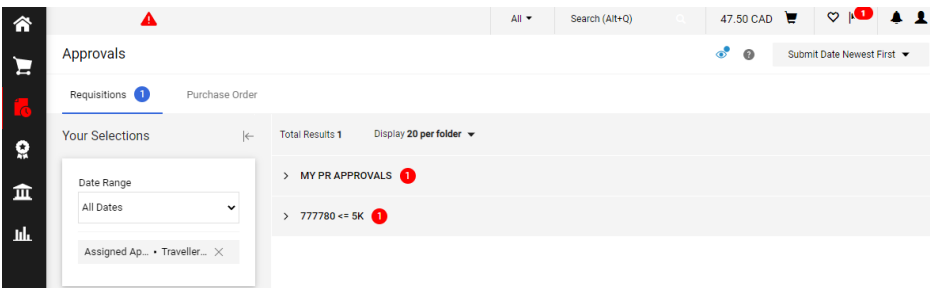 All Search (Alt+Q) 47.50 CAD 1
Approvals
? Submit Date Newest First
Requisitions 1 Purchase Order
Your Selections
Total Results 1 Display 20 per folder
Date Range
All Dates
Assigned Ap... • Traveller...
MY PR APPROVALS 1
777780 <= 5K 1